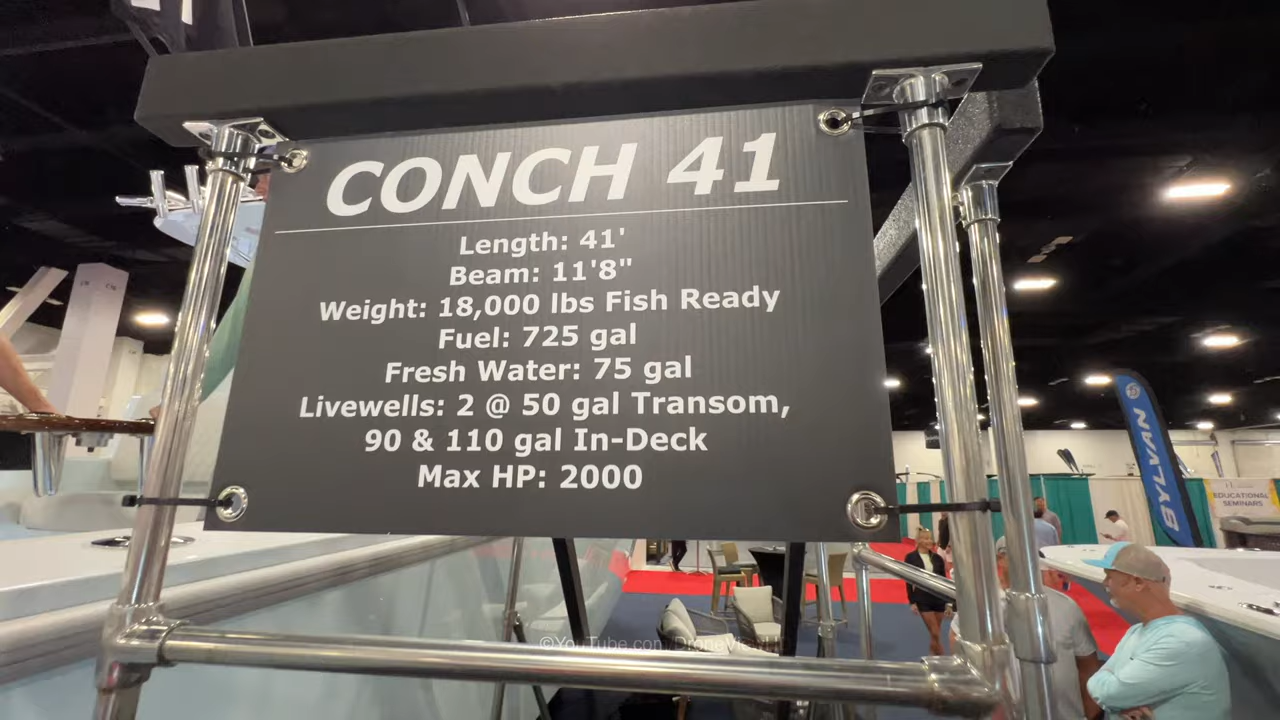 CONCH 41
Length: 41'
Beam: 11'8"
Weight: 18,000 lbs Fish Ready
Fuel: 725 gal
Fresh Water: 75 gal
Livewells: 2 @ 50 gal Transom,
90 & 110 gal In-Deck
Max HP: 2000
SYLVAN
EDUCATIONAL
SEMINARS